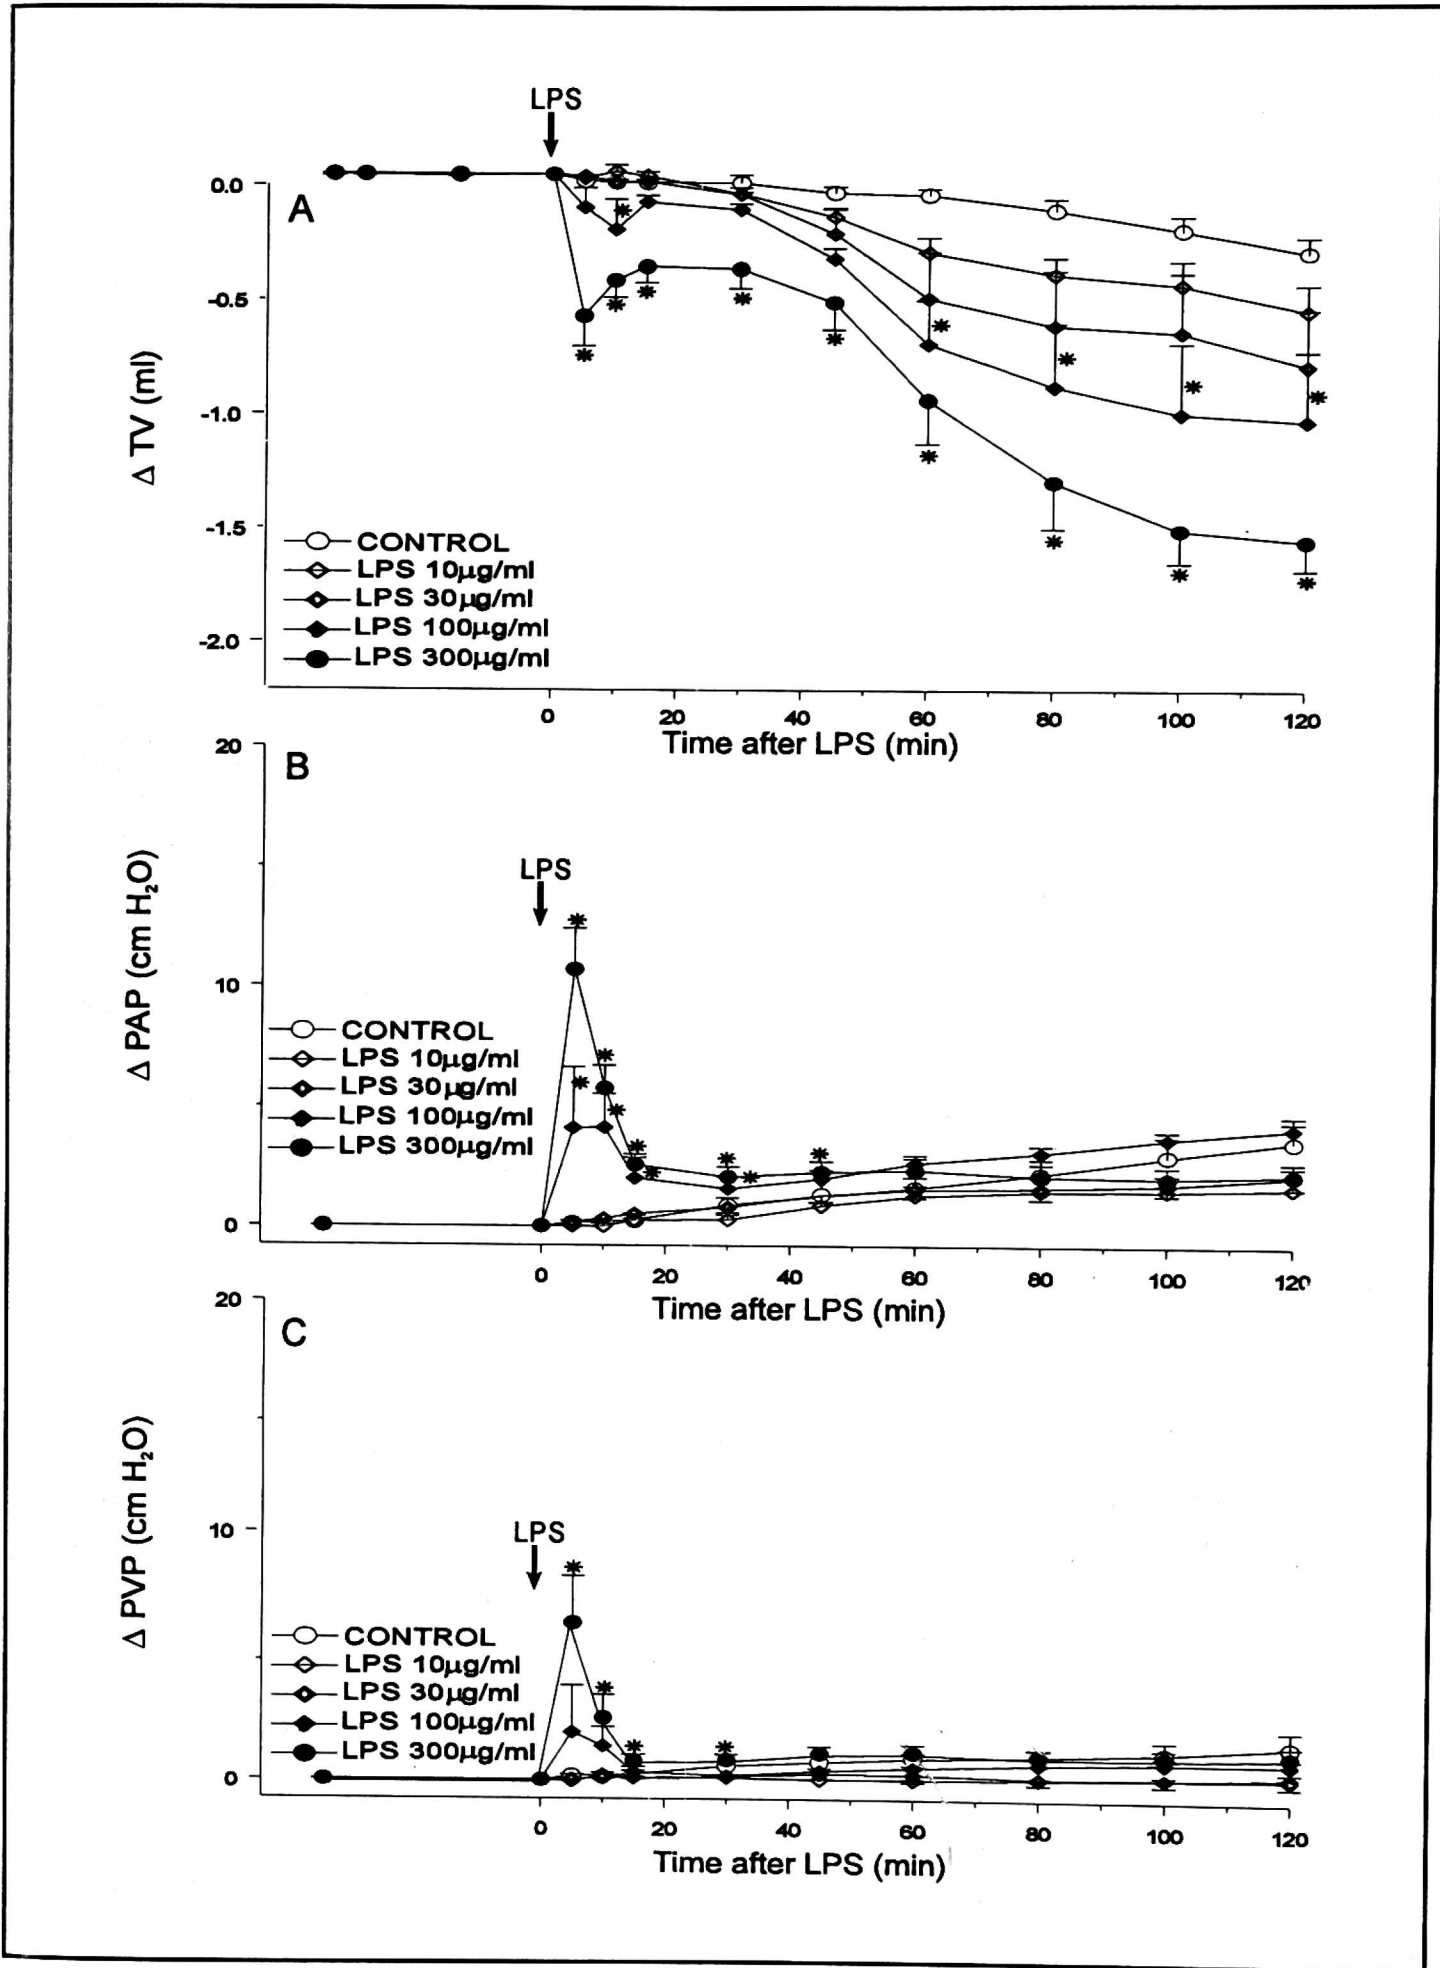 LPS
0.0
A
-0.5
Δ TV (ml)
-1.0
-1.5
CONTROL
LPS 10μg/ml
LPS 30μg/ml
LPS 100μg/ml
LPS 300μg/ml
-2.0
0 20 40 60 80 100 120
Time after LPS (min)
20
B
LPS
Δ PAP (cm H₂O)
10
CONTROL
LPS 10μg/ml
LPS 30μg/ml
LPS 100μg/ml
LPS 300μg/ml
0
0 20 40 60 80 100 120
Time after LPS (min)
20
C
Δ PVP (cm H₂O)
10
LPS
CONTROL
LPS 10μg/ml
LPS 30μg/ml
LPS 100μg/ml
LPS 300μg/ml
0
0 20 40 60 80 100 120
Time after LPS (min)